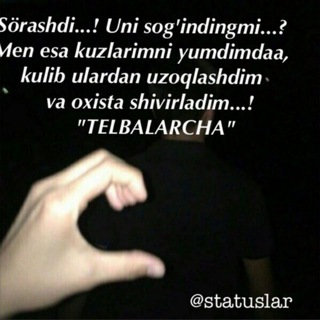 Sörashdi...! Uni sog'indingmi...?
Men esa kuzlarimni yumdimdaa,
kulib ulardan uzoqlashdim
va oxista shivirladim...!
"TELBALARCHA"
@statuslar